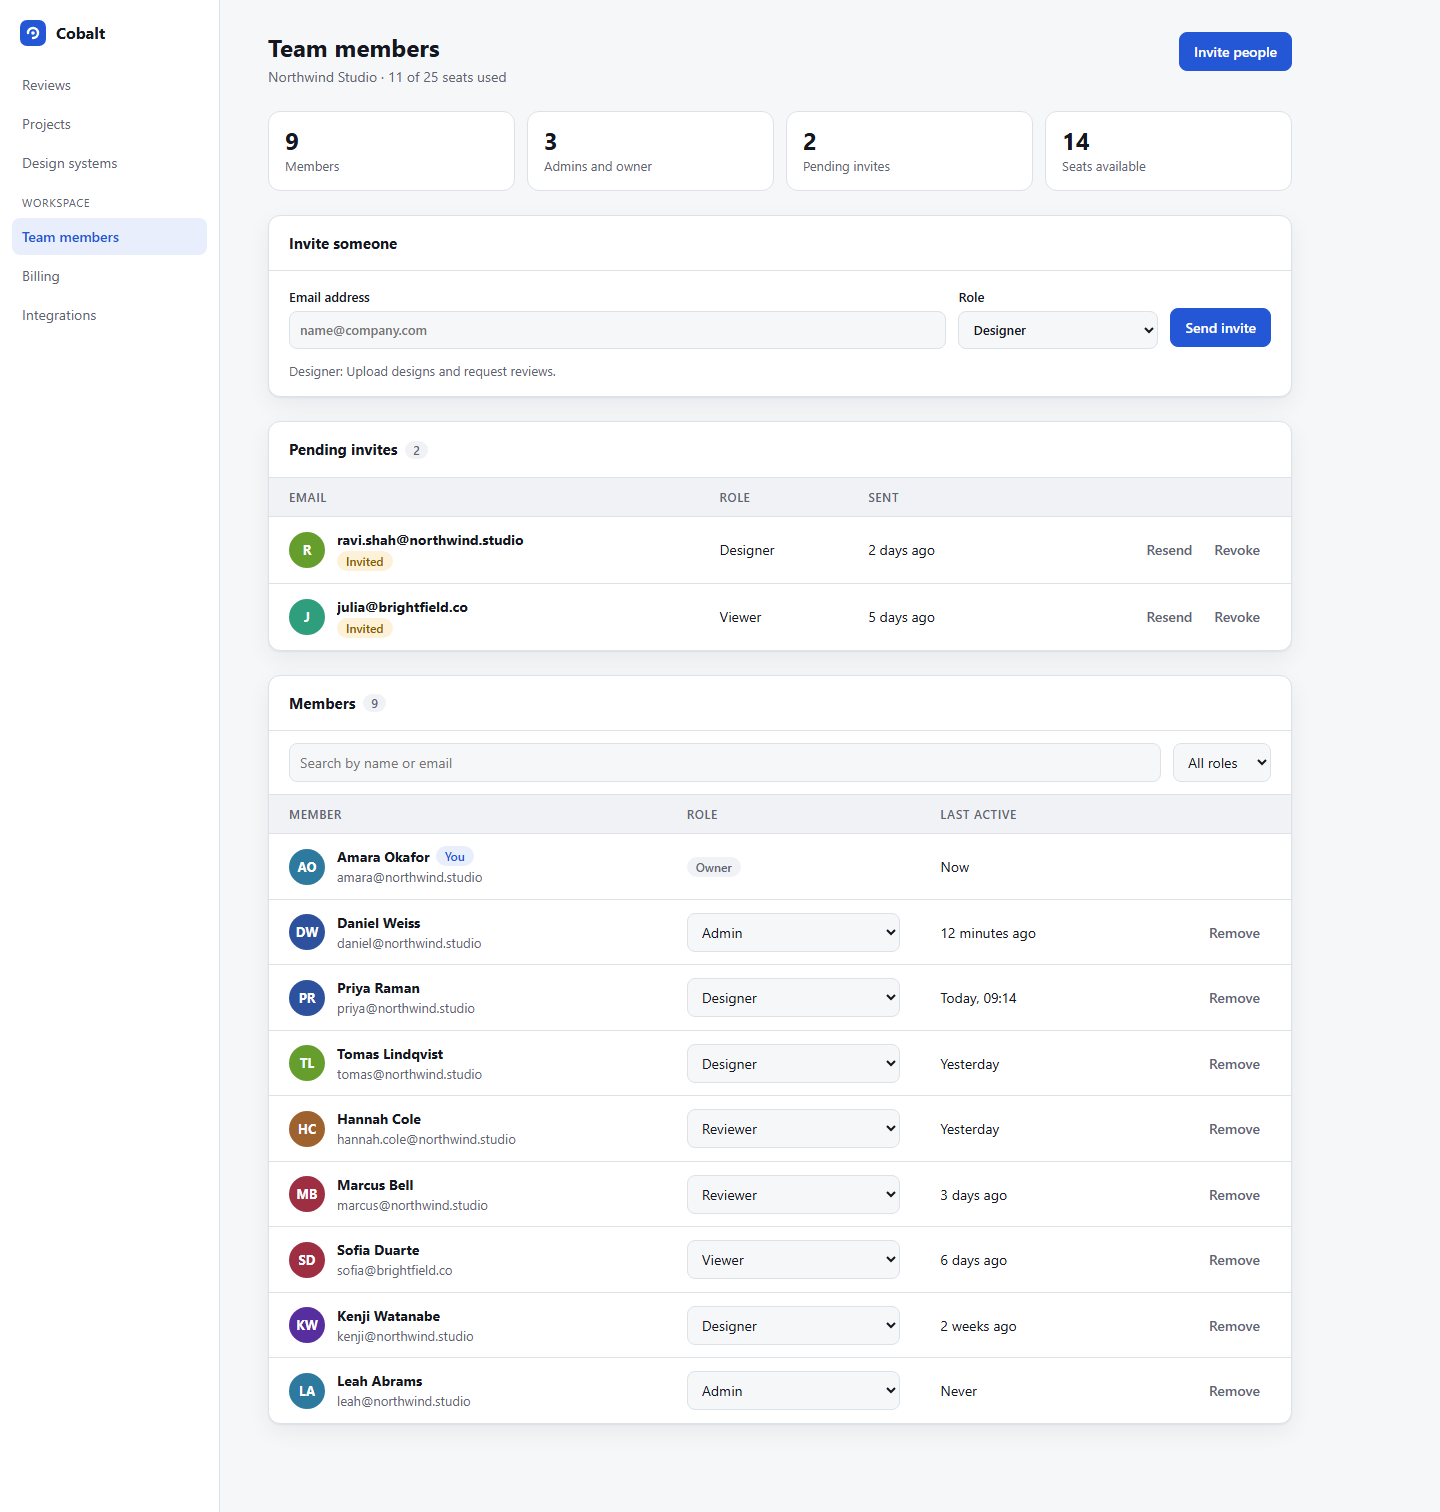 Cobalt
Reviews
Projects
Design systems
WORKSPACE
Team members
Billing
Integrations
Team members
Northwind Studio · 11 of 25 seats used
Invite people
9
Members
3
Admins and owner
2
Pending invites
14
Seats available
Invite someone
Email address
Role
name@company.com
Designer
Send invite
Designer: Upload designs and request reviews.
Pending invites 2
EMAIL ROLE SENT
R
ravi.shah@northwind.studio
Invited
Designer
2 days ago
Resend Revoke
J
julia@brightfield.co
Invited
Viewer
5 days ago
Resend Revoke
Members 9
Search by name or email
All roles
MEMBER ROLE LAST ACTIVE
AO
Amara Okafor You
amara@northwind.studio
Owner
Now
DW
Daniel Weiss
daniel@northwind.studio
Admin
12 minutes ago
Remove
PR
Priya Raman
priya@northwind.studio
Designer
Today, 09:14
Remove
TL
Tomas Lindqvist
tomas@northwind.studio
Designer
Yesterday
Remove
HC
Hannah Cole
hannah.cole@northwind.studio
Reviewer
Yesterday
Remove
MB
Marcus Bell
marcus@northwind.studio
Reviewer
3 days ago
Remove
SD
Sofia Duarte
sofia@brightfield.co
Viewer
6 days ago
Remove
KW
Kenji Watanabe
kenji@northwind.studio
Designer
2 weeks ago
Remove
LA
Leah Abrams
leah@northwind.studio
Admin
Never
Remove